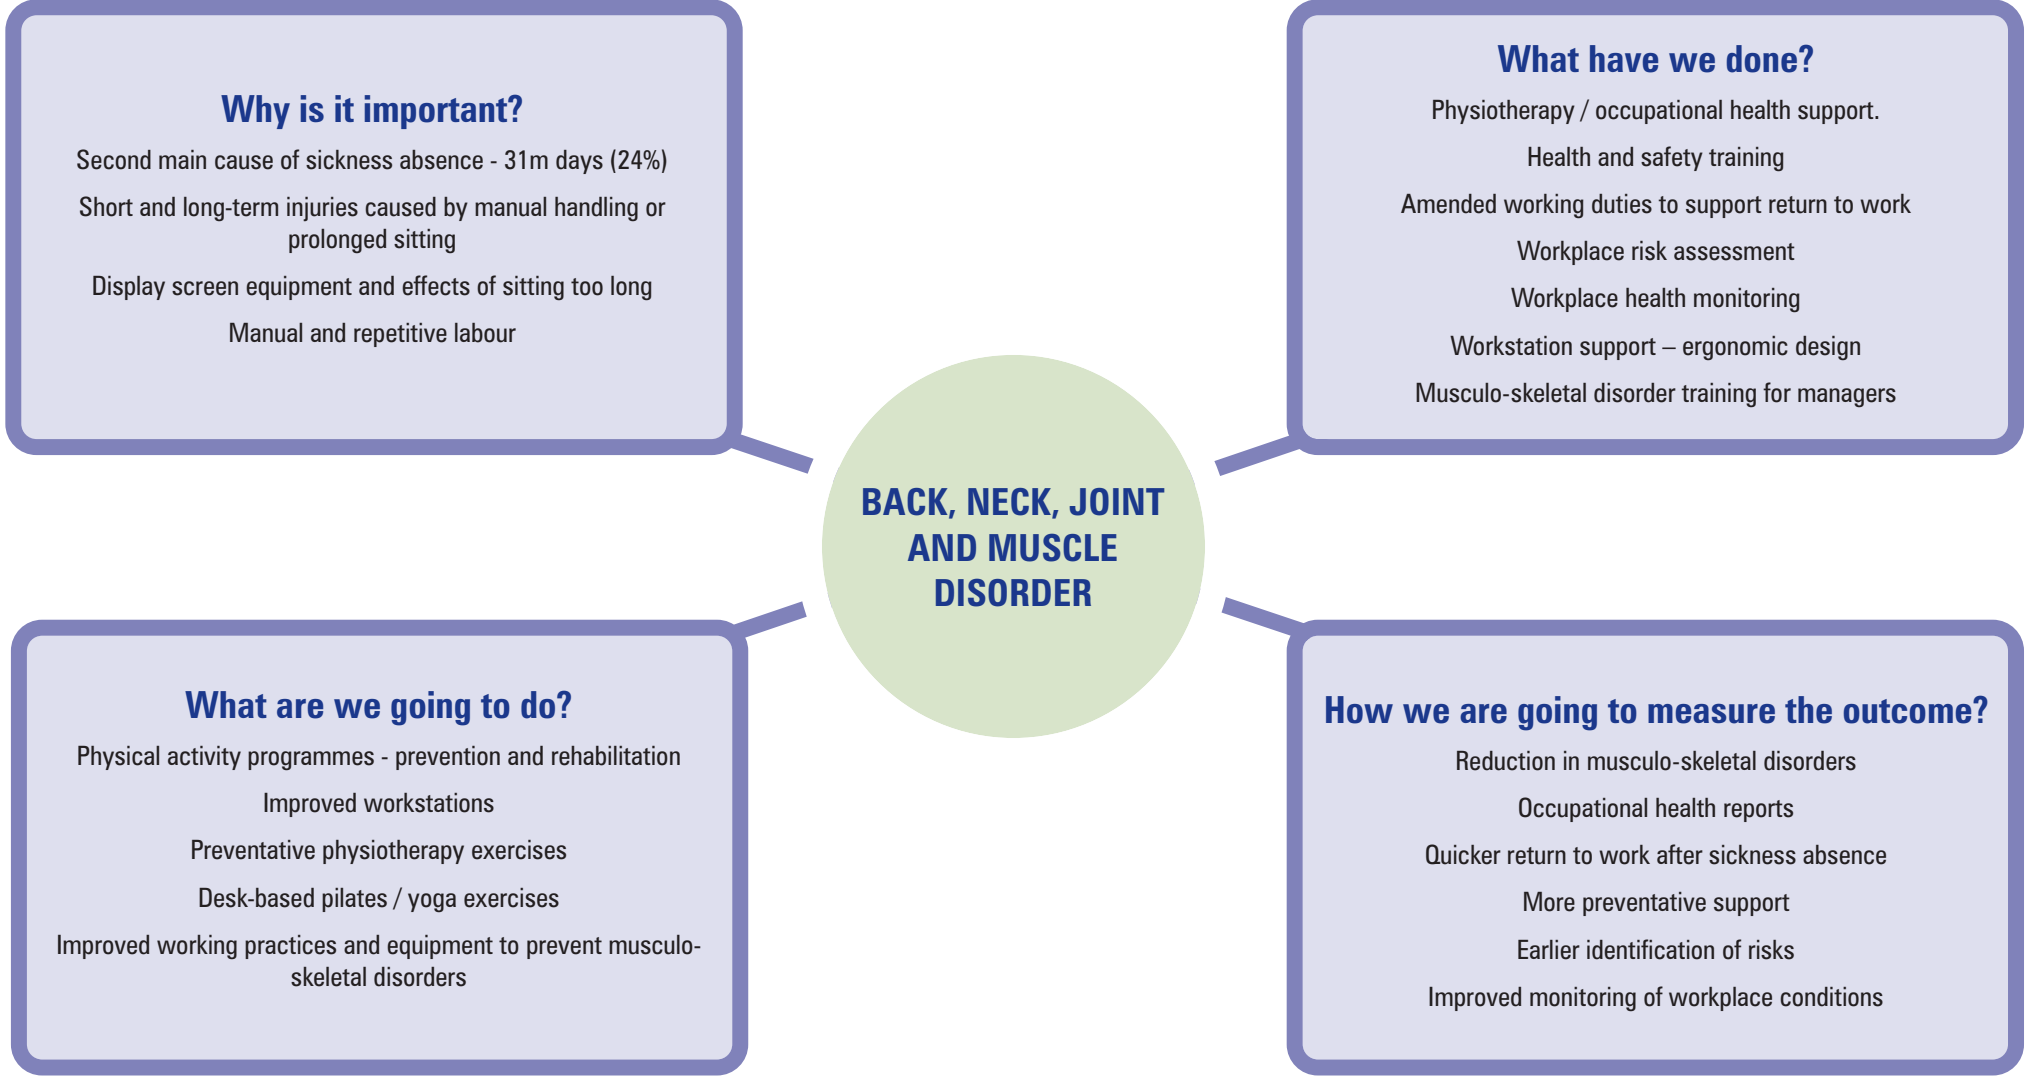 Why is it important?
Second main cause of sickness absence - 31m days (24%)
Short and long-term injuries caused by manual handling or
prolonged sitting
Display screen equipment and effects of sitting too long
Manual and repetitive labour
What have we done?
Physiotherapy / occupational health support.
Health and safety training
Amended working duties to support return to work
Workplace risk assessment
Workplace health monitoring
Workstation support – ergonomic design
Musculo-skeletal disorder training for managers
BACK, NECK, JOINT
AND MUSCLE
DISORDER
What are we going to do?
Physical activity programmes - prevention and rehabilitation
Improved workstations
Preventative physiotherapy exercises
Desk-based pilates / yoga exercises
Improved working practices and equipment to prevent musculo-
skeletal disorders
How we are going to measure the outcome?
Reduction in musculo-skeletal disorders
Occupational health reports
Quicker return to work after sickness absence
More preventative support
Earlier identification of risks
Improved monitoring of workplace conditions